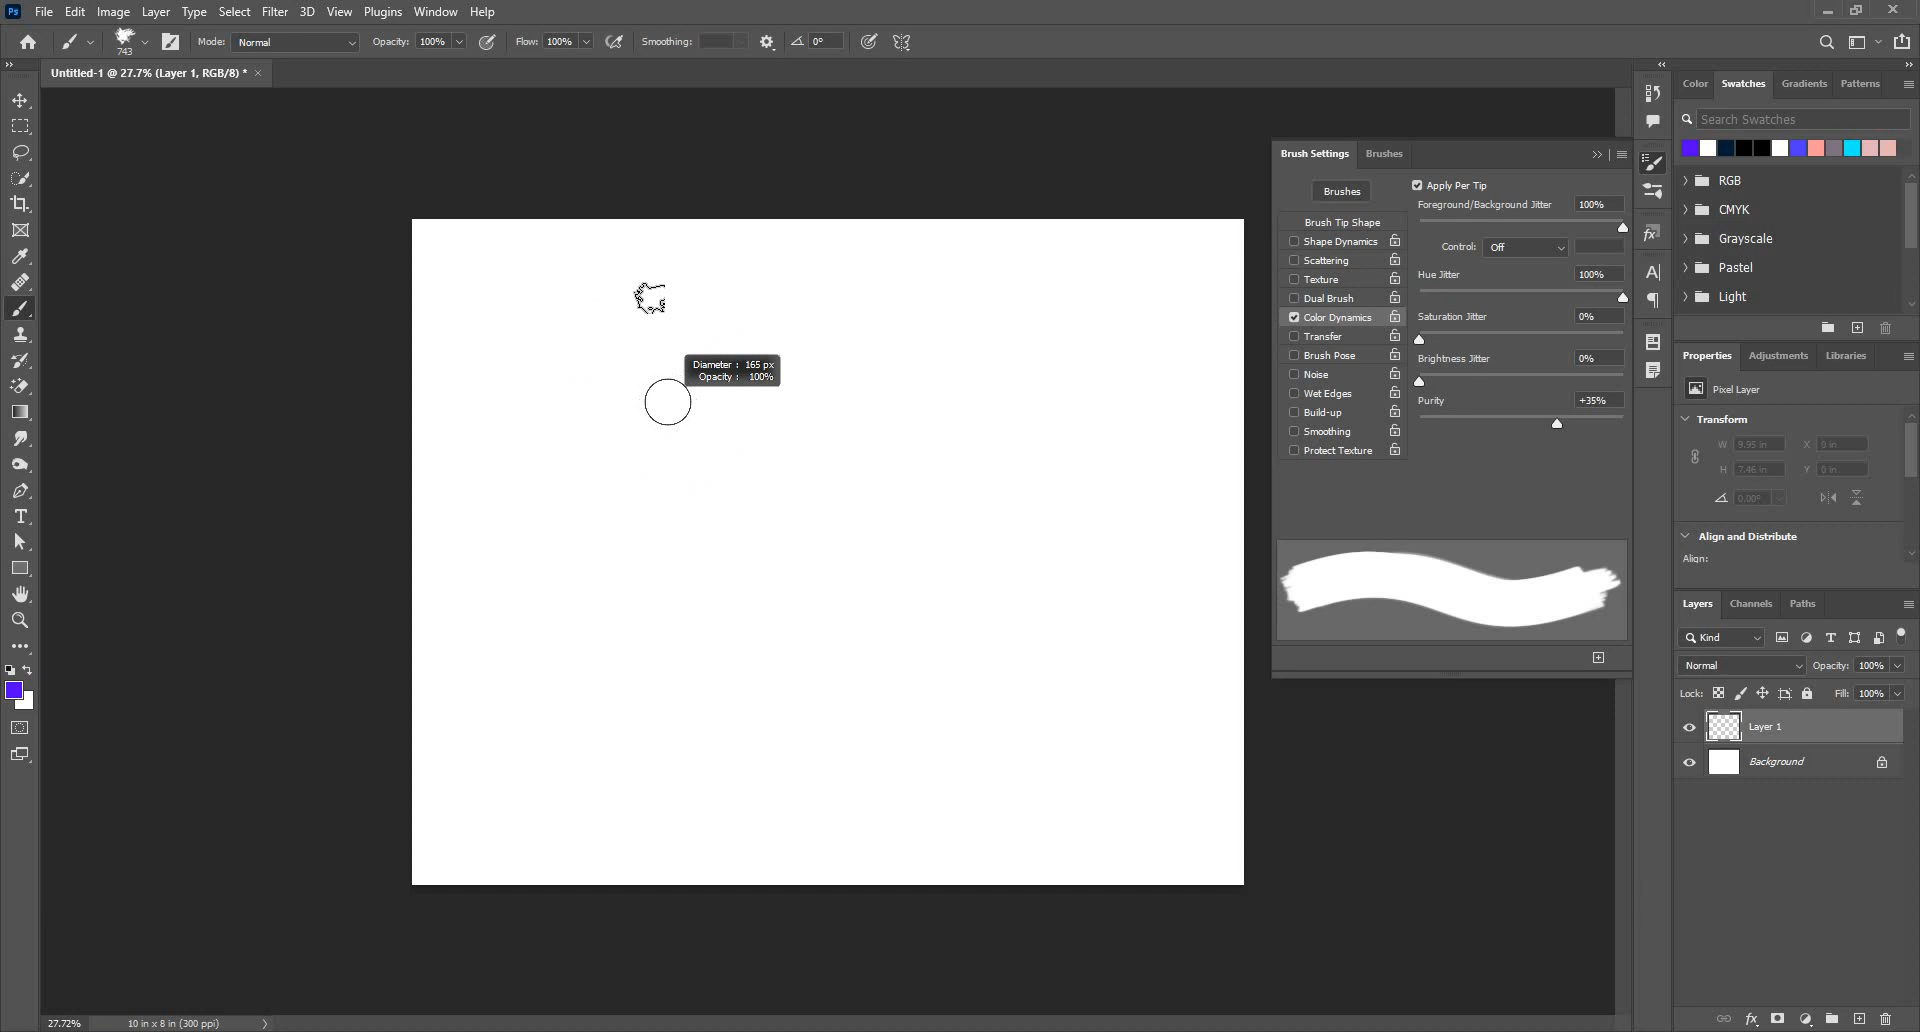 Ps File Edit Image Layer Type Select Filter 3D View Plugins Window Help
743 Mode: Normal Opacity: 100% Flow: 100% Smoothing: 0°
Untitled-1 @ 27.7% (Layer 1, RGB/8) * ×
Color Swatches Gradients Patterns
Search Swatches
RGB
CMYK
Grayscale
Pastel
Light
Brush Settings Brushes
Brushes
Brush Tip Shape
Shape Dynamics
Scattering
Texture
Dual Brush
Color Dynamics
Transfer
Brush Pose
Noise
Wet Edges
Build-up
Smoothing
Protect Texture
Apply Per Tip
Foreground/Background Jitter 100%
Control: Off
Hue Jitter 100%
Saturation Jitter 0%
Brightness Jitter 0%
Purity +35%
Diameter : 165 px
Opacity : 100%
Properties Adjustments Libraries
Pixel Layer
Transform
W 9.95 in X 0 in
H 7.46 in Y 0 in
0.00°
Align and Distribute
Align:
Layers Channels Paths
Kind
Normal Opacity: 100%
Lock: Fill: 100%
Layer 1
Background
27.72% 10 in x 8 in (300 ppi)